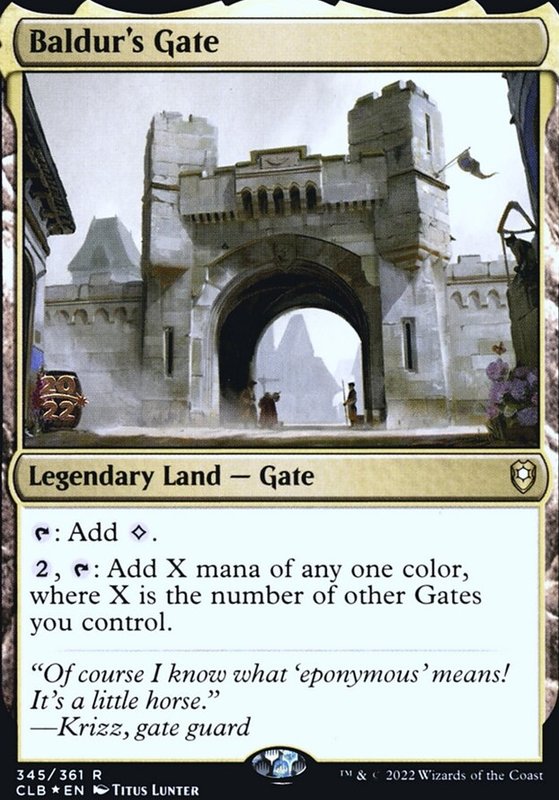 Baldur's Gate
20
22
Legendary Land — Gate
: Add .
2, : Add X mana of any one color,
where X is the number of other Gates
you control.
“Of course I know what ‘eponymous’ means!
It’s a little horse.”
—Krizz, gate guard
345/361 R
CLB ★ EN Titus Lunter
™ & © 2022 Wizards of the Coast